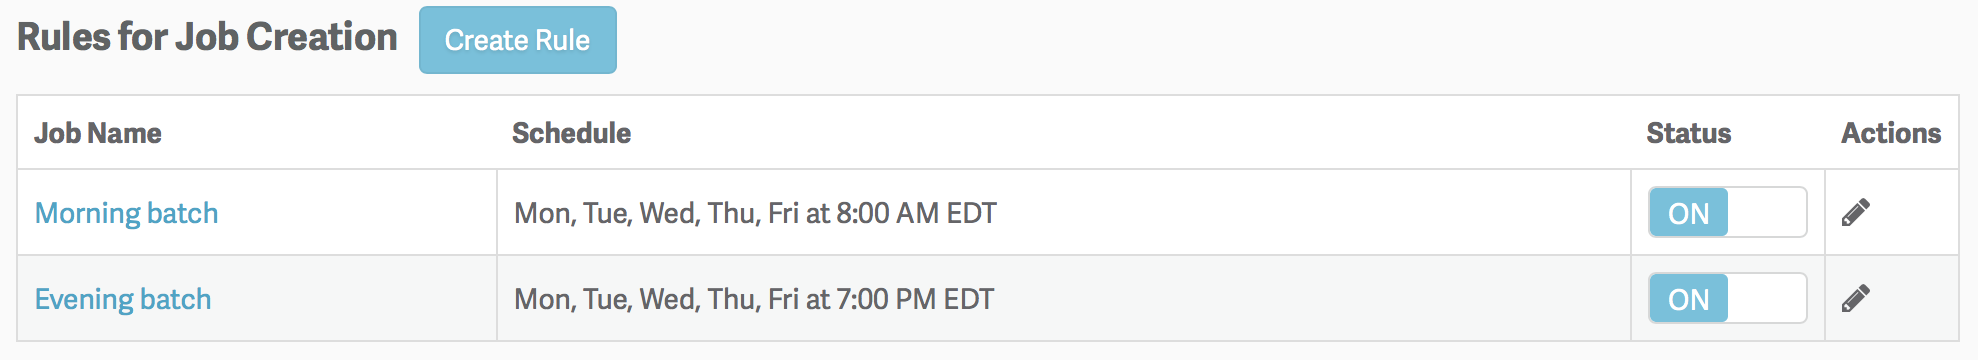 Rules for Job Creation Create Rule
Job Name Schedule Status Actions
Morning batch Mon, Tue, Wed, Thu, Fri at 8:00 AM EDT ON
Evening batch Mon, Tue, Wed, Thu, Fri at 7:00 PM EDT ON